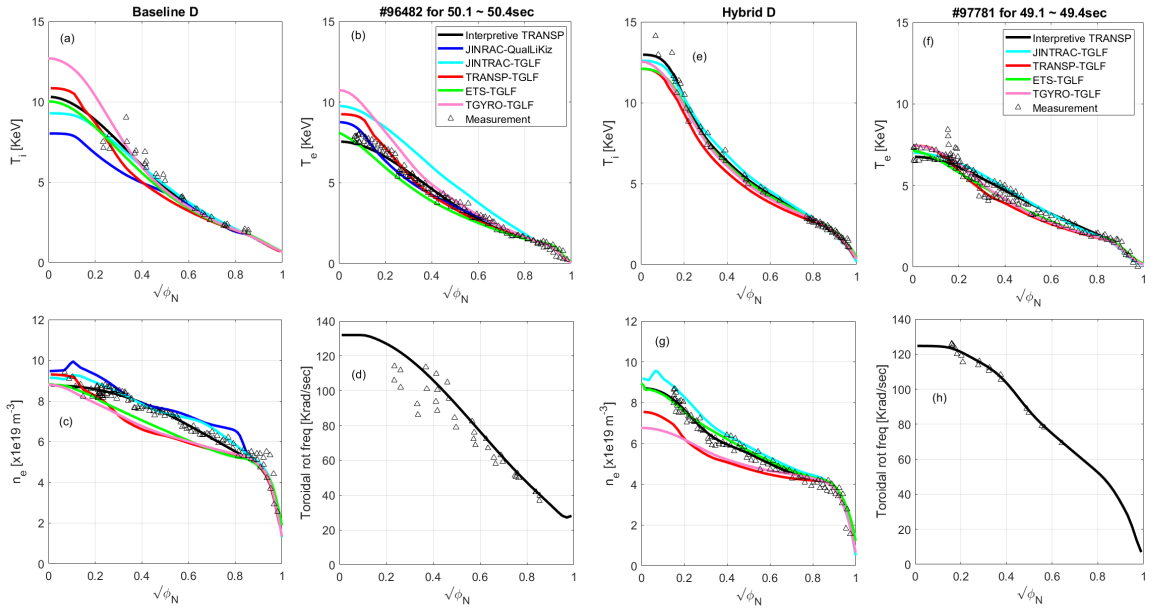 Baseline D
#96482 for 50.1 ~ 50.4sec
Hybrid D
#97781 for 49.1 ~ 49.4sec
(a)
15
10
5
0
T_i [KeV]
0
0.2
0.4
0.6
0.8
1
√ϕ_N
(b)
Interpretive TRANSP
JINRAC-QualLiKiz
JINTRAC-TGLF
TRANSP-TGLF
ETS-TGLF
TGYRO-TGLF
Measurement
15
10
5
0
T_e [KeV]
0
0.2
0.4
0.6
0.8
1
√ϕ_N
(e)
15
10
5
0
T_i [KeV]
0
0.2
0.4
0.6
0.8
1
√ϕ_N
(f)
Interpretive TRANSP
JINTRAC-TGLF
TRANSP-TGLF
ETS-TGLF
TGYRO-TGLF
Measurement
15
10
5
0
T_e [KeV]
0
0.2
0.4
0.6
0.8
1
√ϕ_N
(c)
12
10
8
6
4
2
0
n_e [x1e19 m^-3]
0
0.2
0.4
0.6
0.8
1
√ϕ_N
(d)
140
120
100
80
60
40
20
0
Toroidal rot freq [Krad/sec]
0
0.2
0.4
0.6
0.8
1
√ϕ_N
(g)
12
10
8
6
4
2
0
n_e [x1e19 m^-3]
0
0.2
0.4
0.6
0.8
1
√ϕ_N
(h)
140
120
100
80
60
40
20
0
Toroidal rot freq [Krad/sec]
0
0.2
0.4
0.6
0.8
1
√ϕ_N